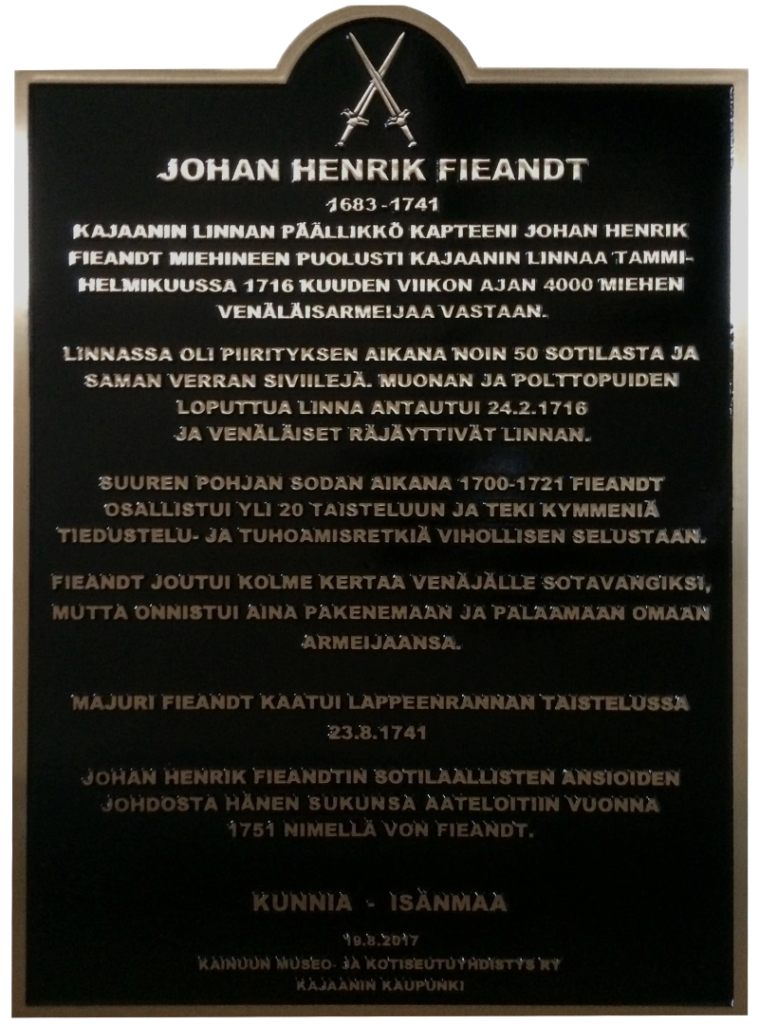 JOHAN HENRIK FIEANDT
1683-1741
KAJAANIN LINNAN PÄÄLLIKKÖ KAPTEENI JOHAN HENRIK
FIEANDT MIEHINEEN PUOLUSTI KAJAANIN LINNAA TAMMI-
HELMIKUUSSA 1716 KUUDEN VIIKON AJAN 4000 MIEHEN
VENÄLÄISARMEIJAA VASTAAN.
LINNASSA OLI PIIRITYKSEN AIKANA NOIN 50 SOTILASTA JA
SAMAN VERRAN SIVIILEJÄ. MUONAN JA POLTTOPUIDEN
LOPUTTUA LINNA ANTAUTUI 24.2.1716
JA VENÄLÄISET RÄJÄYTTIVÄT LINNAN.
SUUREN POHJAN SODAN AIKANA 1700-1721 FIEANDT
OSALLISTUI YLI 20 TAISTELUUN JA TEKI KYMMENIÄ
TIEDUSTELU- JA TUHOAMISRETKIÄ VIHOLLISEN SELUSTAAN.
FIEANDT JOUTUI KOLME KERTAA VENÄJÄLLE SOTAVANGIKSI,
MUTTA ONNISTUI AINA PAKENEMAAN JA PALAAMAAN OMAAN
ARMEIJAANSA.
MAJURI FIEANDT KAATUI LAPPEENRANNAN TAISTELUSSA
23.8.1741
JOHAN HENRIK FIEANDTIN SOTILAALLISTEN ANSIOIDEN
JOHDOSTA HÄNEN SUKUNSA AATELOITIIN VUONNA
1751 NIMELLÄ VON FIEANDT.
KUNNIA - ISÄNMAA
19.8.2017
KAINUUN MUSEO- JA KOTISEUTUYHDISTYS RY
KAJAANIN KAUPUNKI